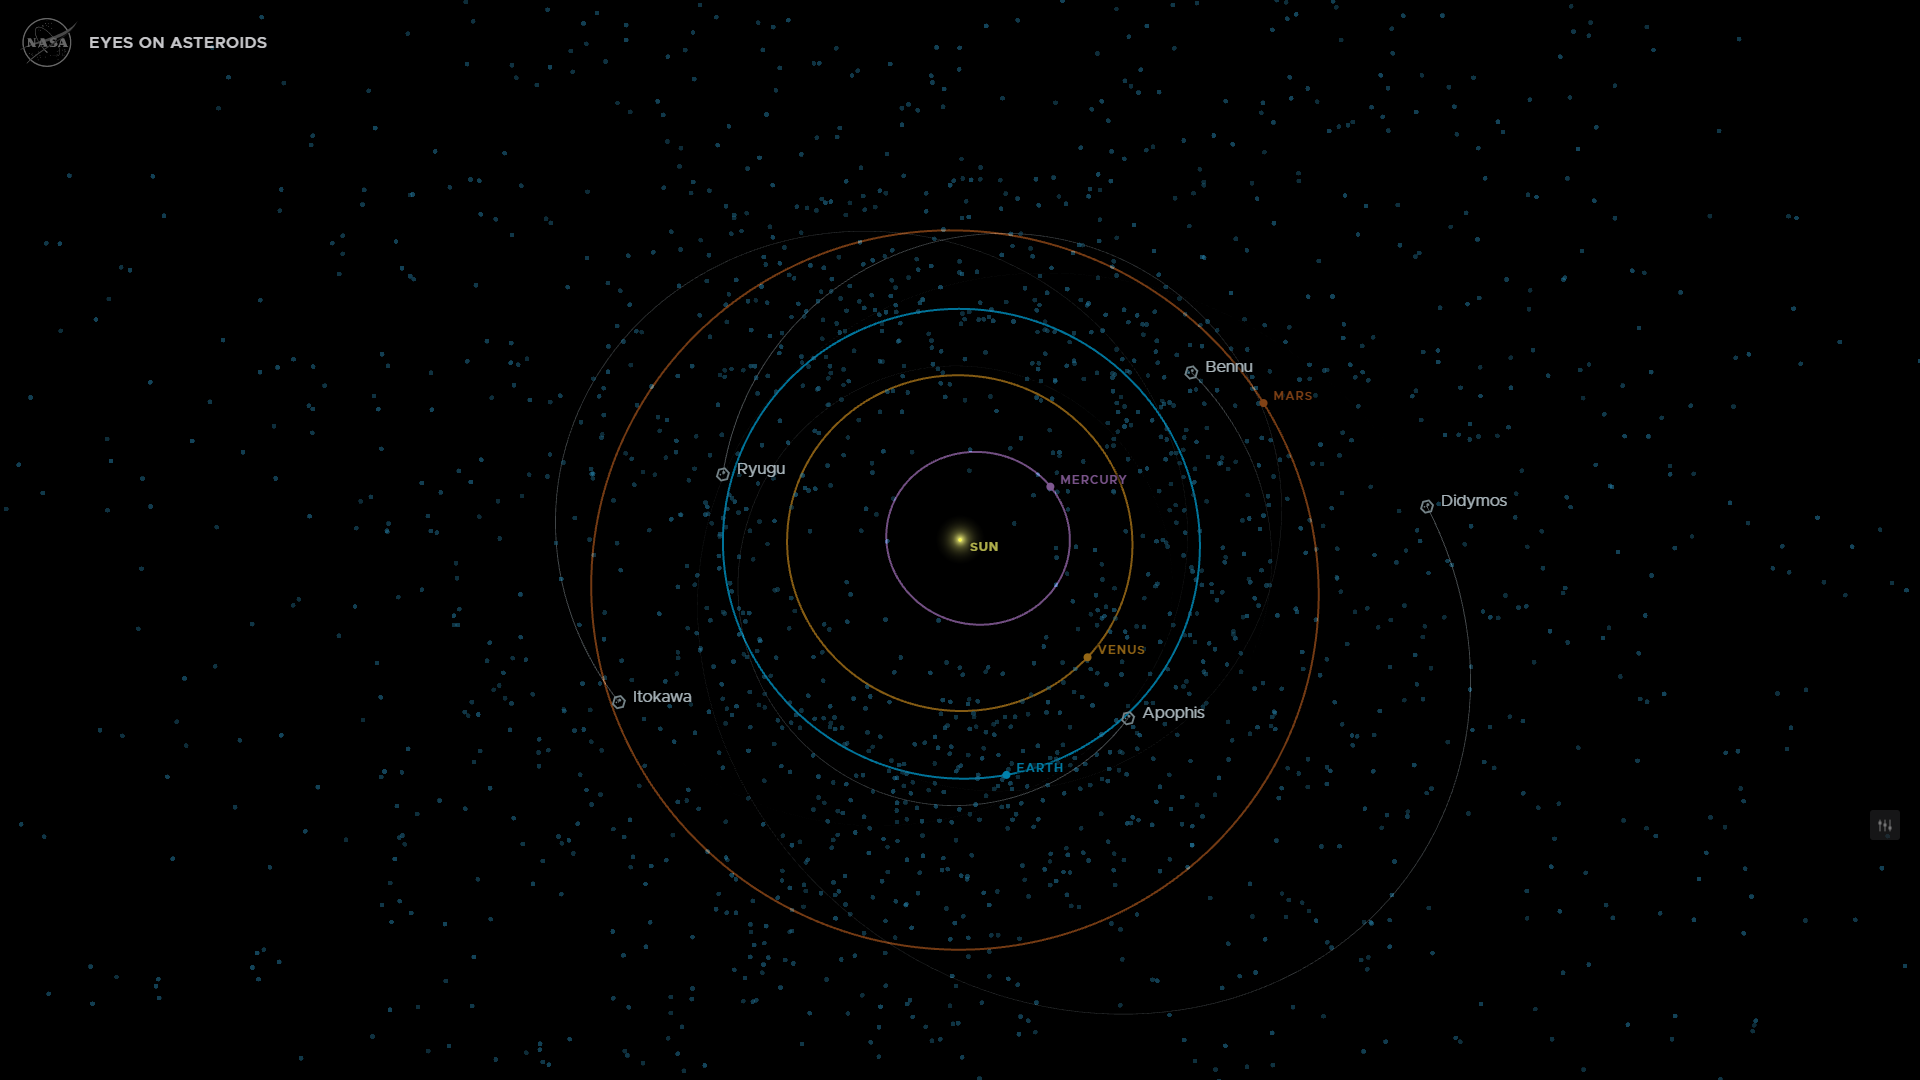 NASA
EYES ON ASTEROIDS
Bennu
MARS
Ryugu
MERCURY
Didymos
SUN
VENUS
Itokawa
Apophis
EARTH